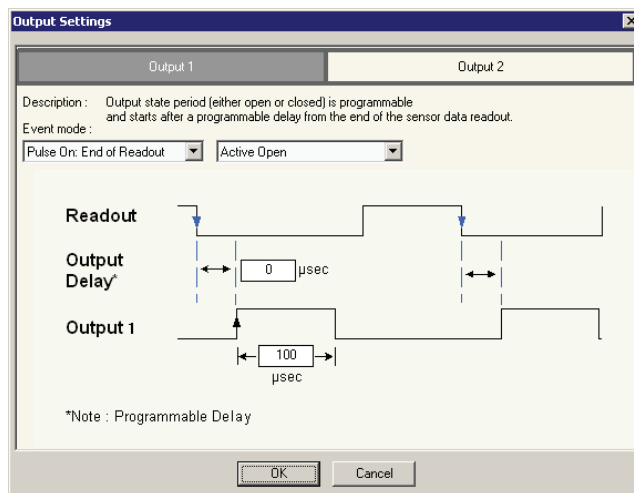 Output Settings
Output 1 Output 2
Description : Output state period (either open or closed) is programmable
and starts after a programmable delay from the end of the sensor data readout.
Event mode :
Pulse On: End of Readout Active Open
Readout
Output
Delay*
0 µsec
Output 1
100
µsec
*Note : Programmable Delay
OK Cancel